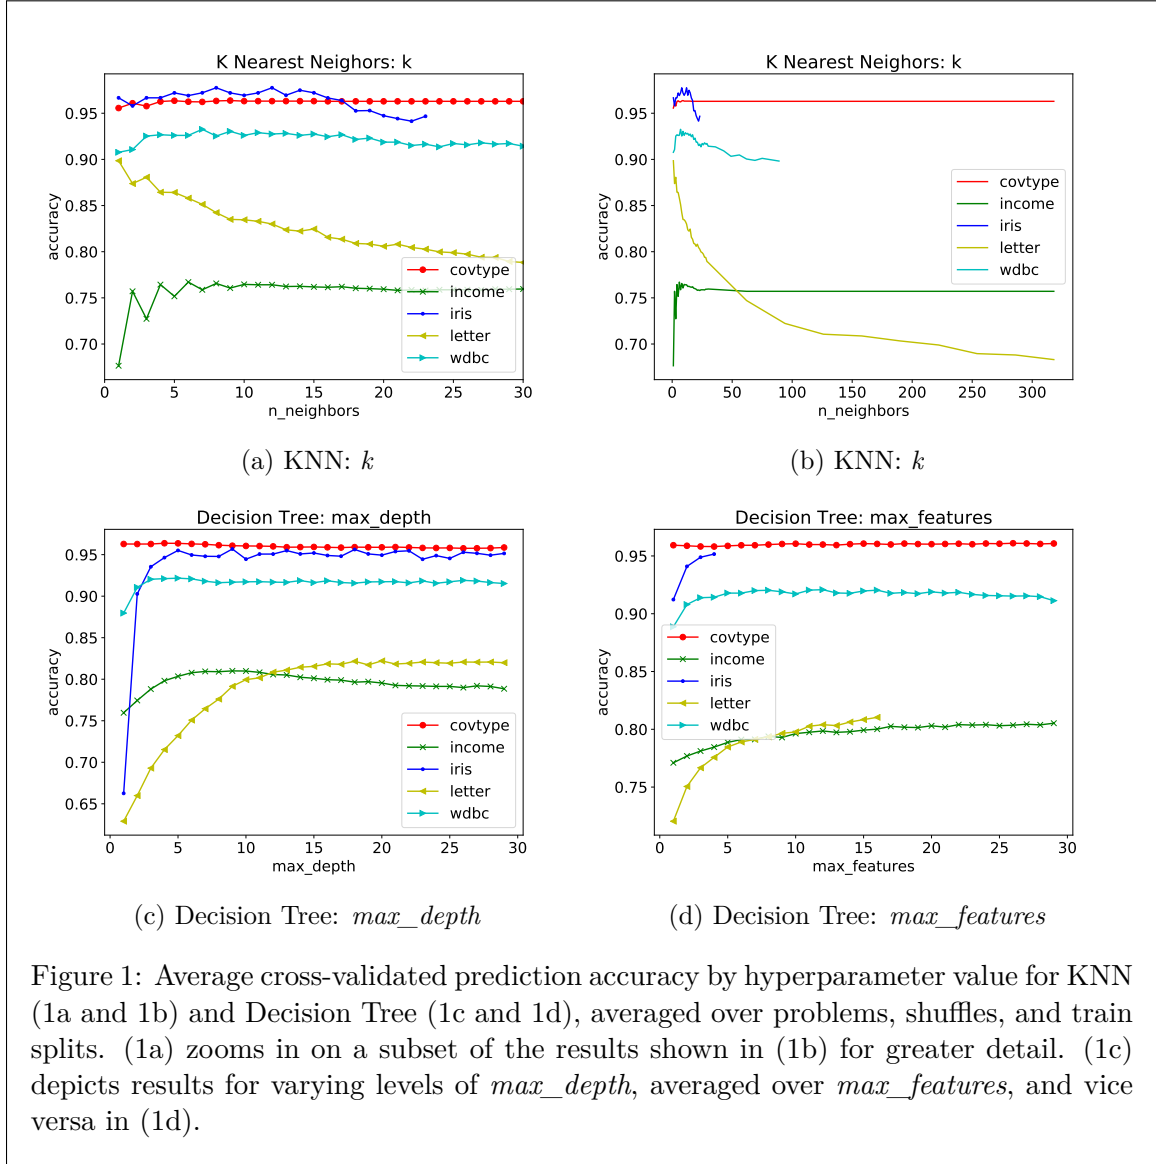 K Nearest Neighors: k
accuracy
0.95
0.90
0.85
0.80
0.75
0.70
covtype
income
iris
letter
wdbc
0 5 10 15 20 25 30
n_neighbors
(a) KNN: k
K Nearest Neighors: k
accuracy
0.95
0.90
0.85
0.80
0.75
0.70
covtype
income
iris
letter
wdbc
0 50 100 150 200 250 300
n_neighbors
(b) KNN: k
Decision Tree: max_depth
accuracy
0.95
0.90
0.85
0.80
0.75
0.70
0.65
covtype
income
iris
letter
wdbc
0 5 10 15 20 25 30
max_depth
(c) Decision Tree: max_depth
Decision Tree: max_features
accuracy
0.95
0.90
0.85
0.80
0.75
covtype
income
iris
letter
wdbc
0 5 10 15 20 25 30
max_features
(d) Decision Tree: max_features
Figure 1: Average cross-validated prediction accuracy by hyperparameter value for KNN
(1a and 1b) and Decision Tree (1c and 1d), averaged over problems, shuffles, and train
splits. (1a) zooms in on a subset of the results shown in (1b) for greater detail. (1c)
depicts results for varying levels of max_depth, averaged over max_features, and vice
versa in (1d).